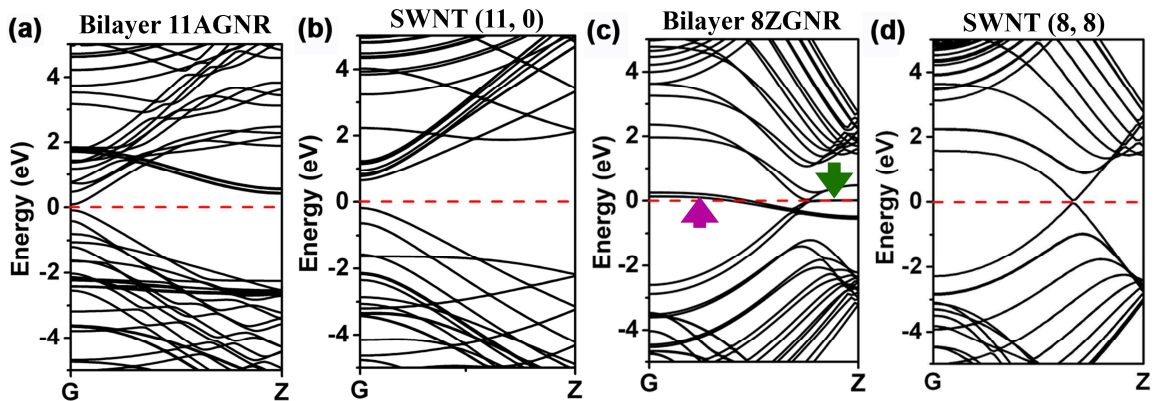 (a) Bilayer 11AGNR
Energy (eV)
4
2
0
-2
-4
G Z
(b) SWNT (11, 0)
Energy (eV)
4
2
0
-2
-4
G Z
(c) Bilayer 8ZGNR
Energy (eV)
4
2
0
-2
-4
G Z
(d) SWNT (8, 8)
Energy (eV)
4
2
0
-2
-4
G Z